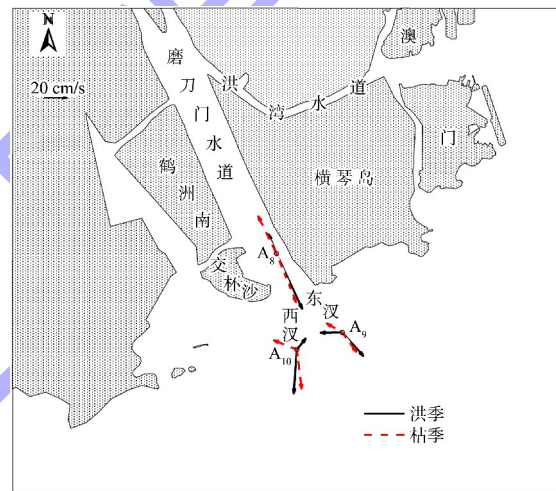 N
20 cm/s
磨刀门水道
洪湾水道
澳门
鹤洲南
横琴岛
交杯沙
A8
东汊
西汊
A9
A10
洪季
枯季